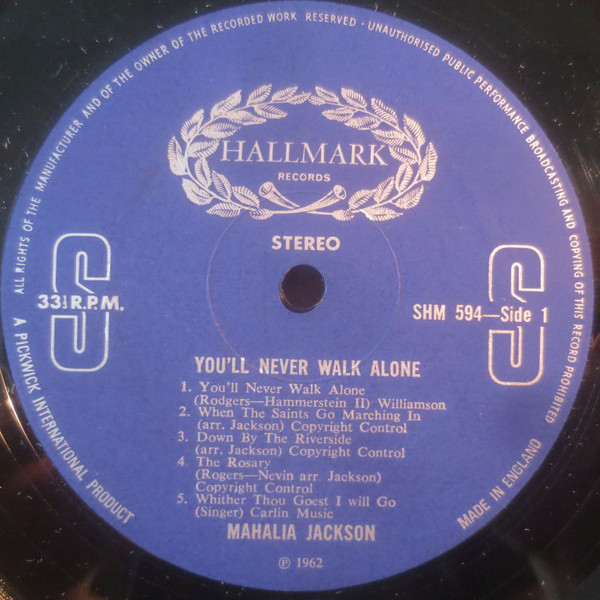 ALL RIGHTS OF THE MANUFACTURER AND OF THE OWNER OF THE RECORDED WORK RESERVED · UNAUTHORISED PUBLIC PERFORMANCE BROADCASTING AND COPYING OF THIS RECORD PROHIBITED
HALLMARK
RECORDS
STEREO
S
S
33⅓ R.P.M.
SHM 594—Side 1
YOU'LL NEVER WALK ALONE
1. You'll Never Walk Alone
(Rodgers—Hammerstein II) Williamson
2. When The Saints Go Marching In
(arr. Jackson) Copyright Control
3. Down By The Riverside
(arr. Jackson) Copyright Control
4. The Rosary
(Rogers—Nevin arr. Jackson)
Copyright Control
5. Whither Thou Goest I will Go
(Singer) Carlin Music
MAHALIA JACKSON
℗ 1962
A PICKWICK INTERNATIONAL PRODUCT
MADE IN ENGLAND